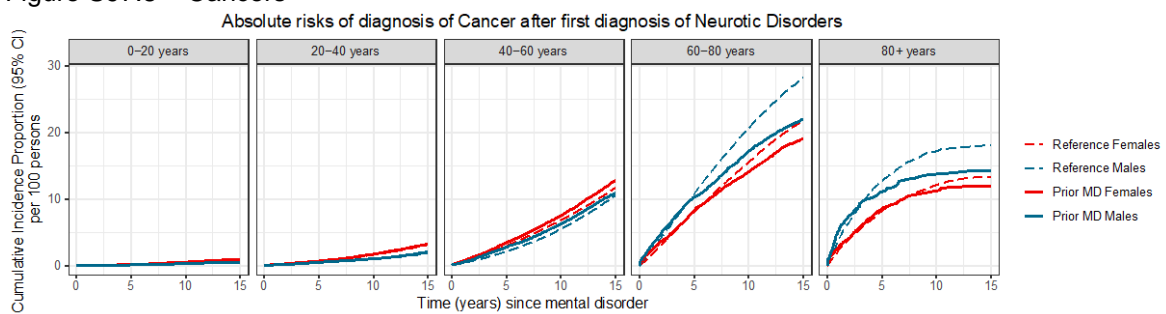 Absolute risks of diagnosis of Cancer after first diagnosis of Neurotic Disorders
Cumulative Incidence Proportion (95% CI)
per 100 persons
0−20 years
20−40 years
40−60 years
60−80 years
80+ years
30
20
10
0
0 5 10 15
0 5 10 15
0 5 10 15
0 5 10 15
0 5 10 15
Time (years) since mental disorder
Reference Females
Reference Males
Prior MD Females
Prior MD Males